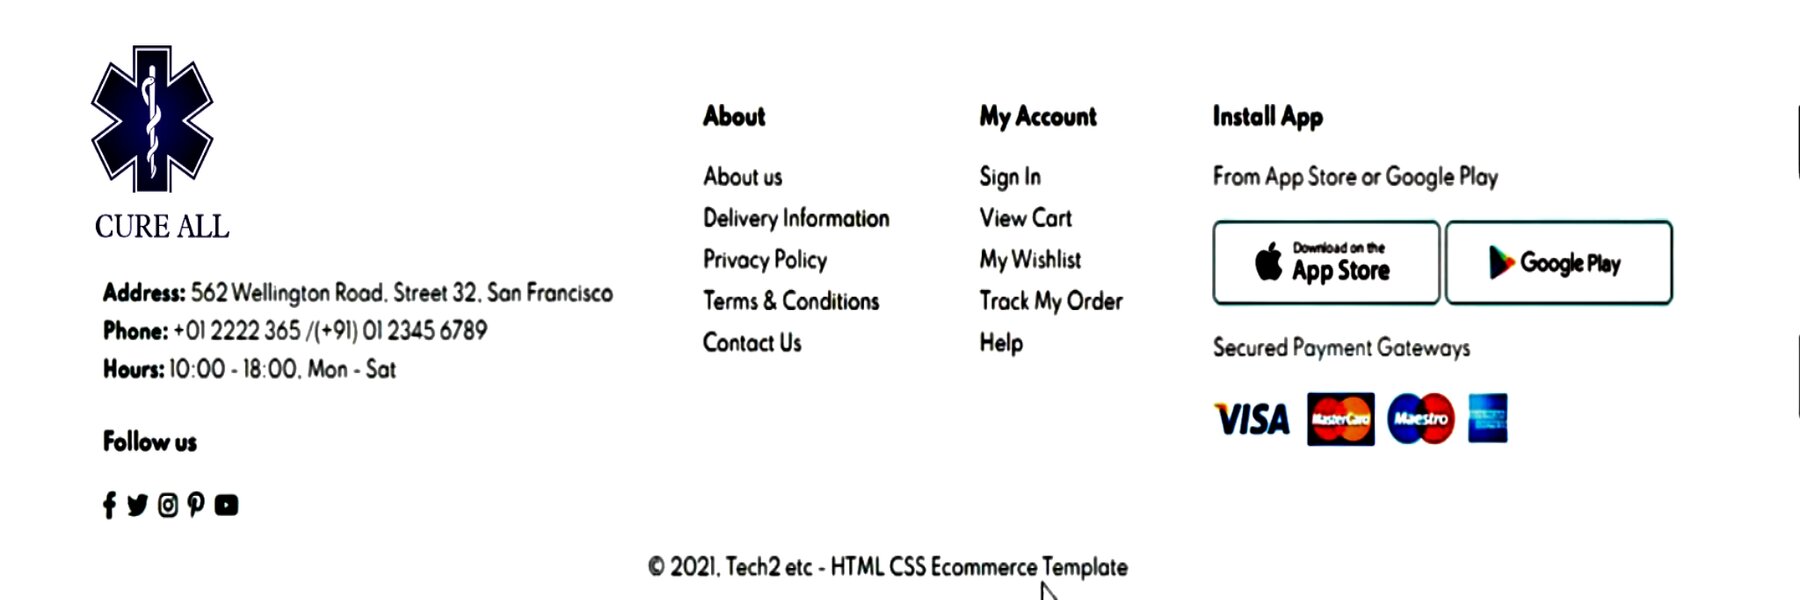 CURE ALL
Address: 562 Wellington Road, Street 32, San Francisco
Phone: +01 2222 365 /(+91) 01 2345 6789
Hours: 10:00 - 18:00, Mon - Sat
Follow us
About
About us
Delivery Information
Privacy Policy
Terms & Conditions
Contact Us
My Account
Sign In
View Cart
My Wishlist
Track My Order
Help
Install App
From App Store or Google Play
Download on the
App Store
Google Play
Secured Payment Gateways
VISA
MasterCard
Maestro
© 2021, Tech2 etc - HTML CSS Ecommerce Template